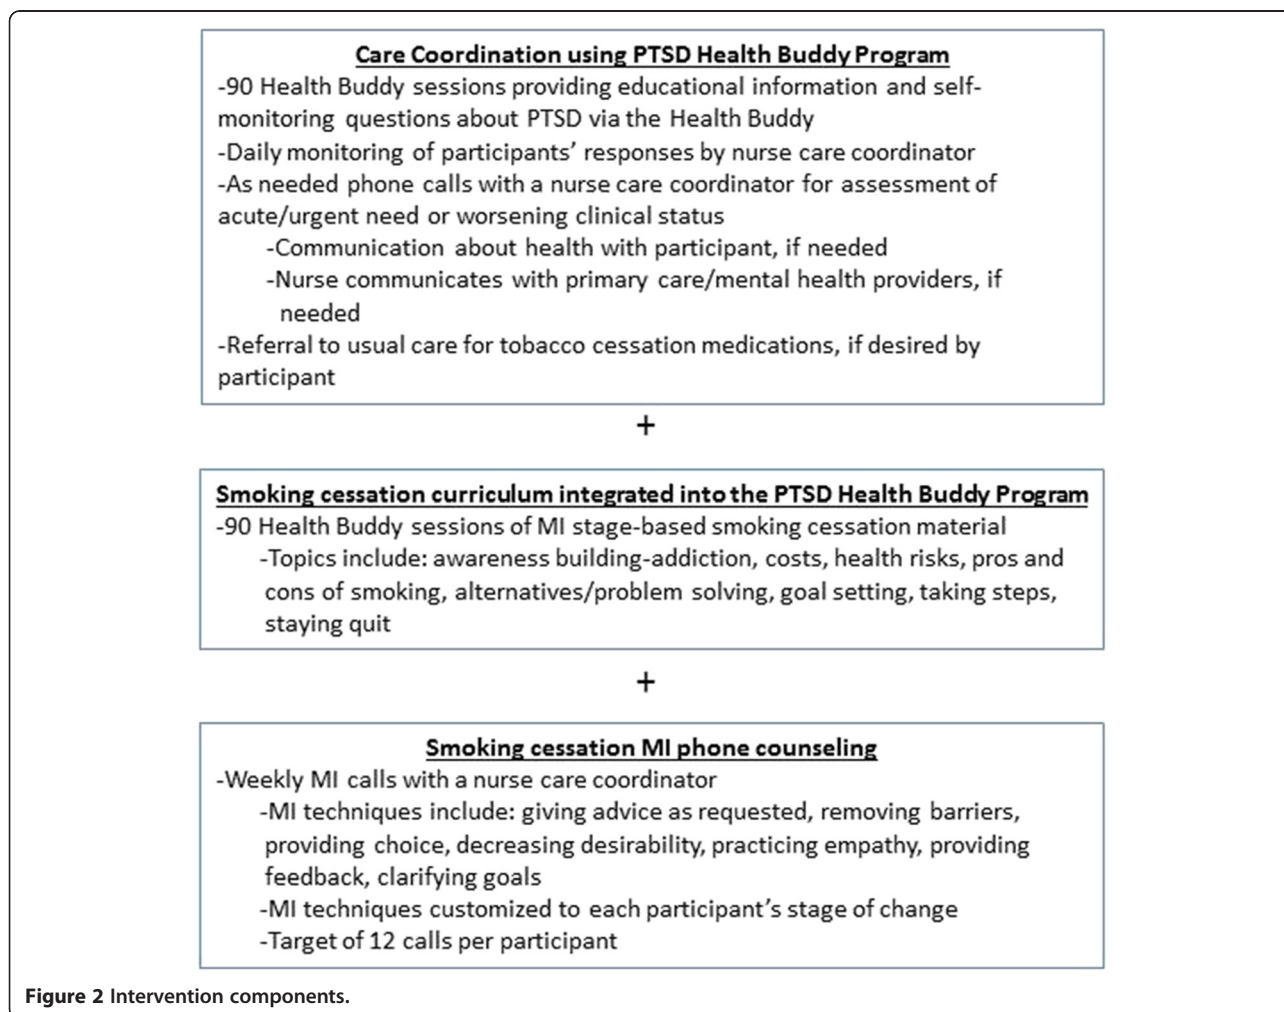 Care Coordination using PTSD Health Buddy Program
-90 Health Buddy sessions providing educational information and self-
monitoring questions about PTSD via the Health Buddy
-Daily monitoring of participants’ responses by nurse care coordinator
-As needed phone calls with a nurse care coordinator for assessment of
acute/urgent need or worsening clinical status
-Communication about health with participant, if needed
-Nurse communicates with primary care/mental health providers, if
needed
-Referral to usual care for tobacco cessation medications, if desired by
participant
+
Smoking cessation curriculum integrated into the PTSD Health Buddy Program
-90 Health Buddy sessions of MI stage-based smoking cessation material
-Topics include: awareness building-addiction, costs, health risks, pros and
cons of smoking, alternatives/problem solving, goal setting, taking steps,
staying quit
+
Smoking cessation MI phone counseling
-Weekly MI calls with a nurse care coordinator
-MI techniques include: giving advice as requested, removing barriers,
providing choice, decreasing desirability, practicing empathy, providing
feedback, clarifying goals
-MI techniques customized to each participant’s stage of change
-Target of 12 calls per participant
Figure 2 Intervention components.